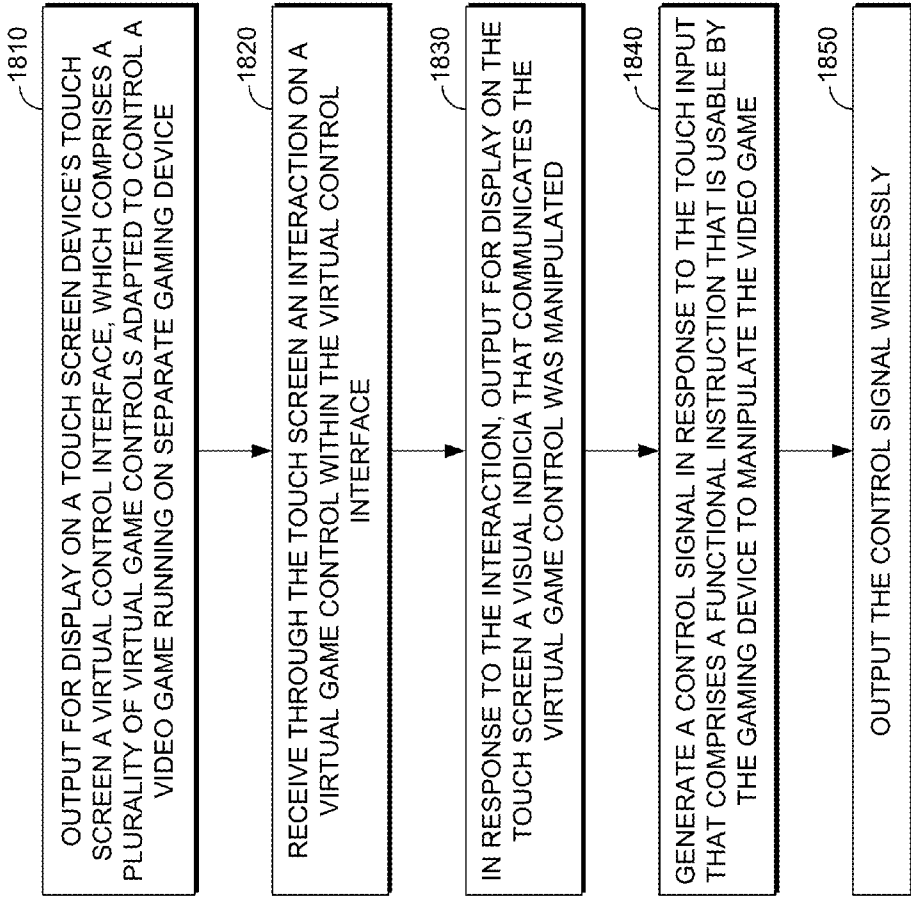 1810
OUTPUT FOR DISPLAY ON A TOUCH SCREEN DEVICE'S TOUCH
SCREEN A VIRTUAL CONTROL INTERFACE, WHICH COMPRISES A
PLURALITY OF VIRTUAL GAME CONTROLS ADAPTED TO CONTROL A
VIDEO GAME RUNNING ON SEPARATE GAMING DEVICE
1820
RECEIVE THROUGH THE TOUCH SCREEN AN INTERACTION ON A
VIRTUAL GAME CONTROL WITHIN THE VIRTUAL CONTROL
INTERFACE
1830
IN RESPONSE TO THE INTERACTION, OUTPUT FOR DISPLAY ON THE
TOUCH SCREEN A VISUAL INDICIA THAT COMMUNICATES THE
VIRTUAL GAME CONTROL WAS MANIPULATED
1840
GENERATE A CONTROL SIGNAL IN RESPONSE TO THE TOUCH INPUT
THAT COMPRISES A FUNCTIONAL INSTRUCTION THAT IS USABLE BY
THE GAMING DEVICE TO MANIPULATE THE VIDEO GAME
1850
OUTPUT THE CONTROL SIGNAL WIRELESSLY